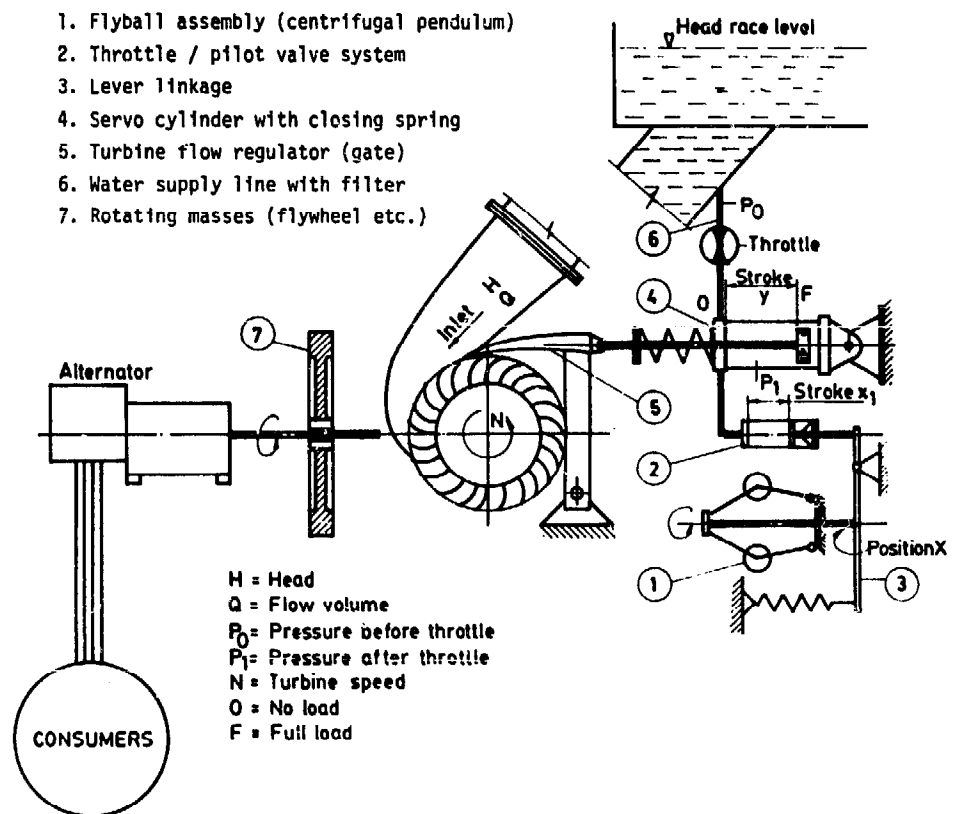 1. Flyball assembly (centrifugal pendulum)
2. Throttle / pilot valve system
3. Lever linkage
4. Servo cylinder with closing spring
5. Turbine flow regulator (gate)
6. Water supply line with filter
7. Rotating masses (flywheel etc.)
Head race level
P0
6
Throttle
Stroke
y
F
O
4
Inlet H Q
7
Alternator
P1
Stroke x1
5
N
2
Position X
1
3
H = Head
Q = Flow volume
P0= Pressure before throttle
P1= Pressure after throttle
N = Turbine speed
O = No load
F = Full load
CONSUMERS